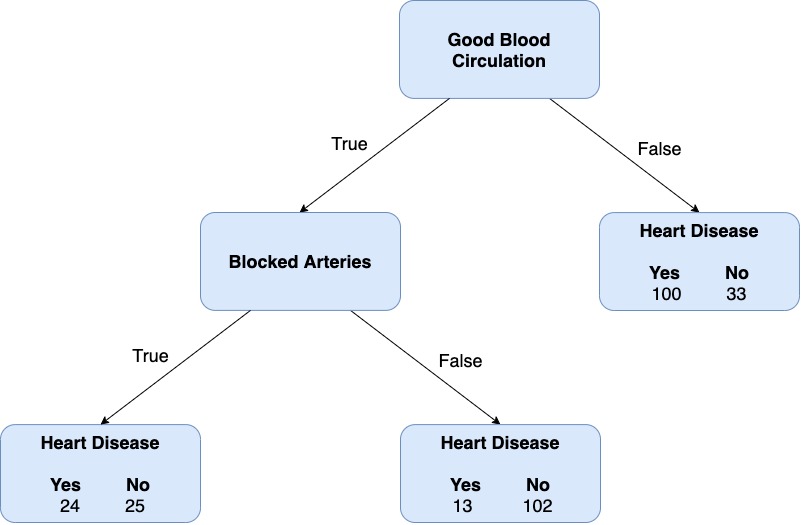 Good Blood
Circulation
True
False
Blocked Arteries
Heart Disease
Yes No
100 33
True
False
Heart Disease
Yes No
24 25
Heart Disease
Yes No
13 102